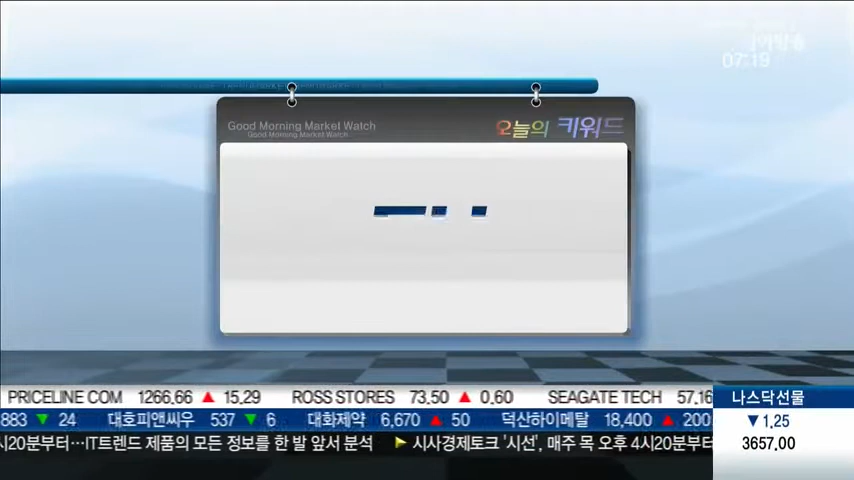 07:19
Good Morning Market Watch
Good Morning Market Watch
오늘의 키워드
PRICELINE COM 1266.66 ▲ 15,29 ROSS STORES 73,50 ▲ 0,60 SEAGATE TECH 57,16
나스닥선물
883 ▼ 24 대호피앤씨우 537 ▼ 6 대화제약 6,670 ▲ 50 덕산하이메탈 18,400 ▲ 200
▼1,25
시20분부터…IT트렌드 제품의 모든 정보를 한 발 앞서 분석 ▶ 시사경제토크 '시선', 매주 목 오후 4시20분부터
3657,00